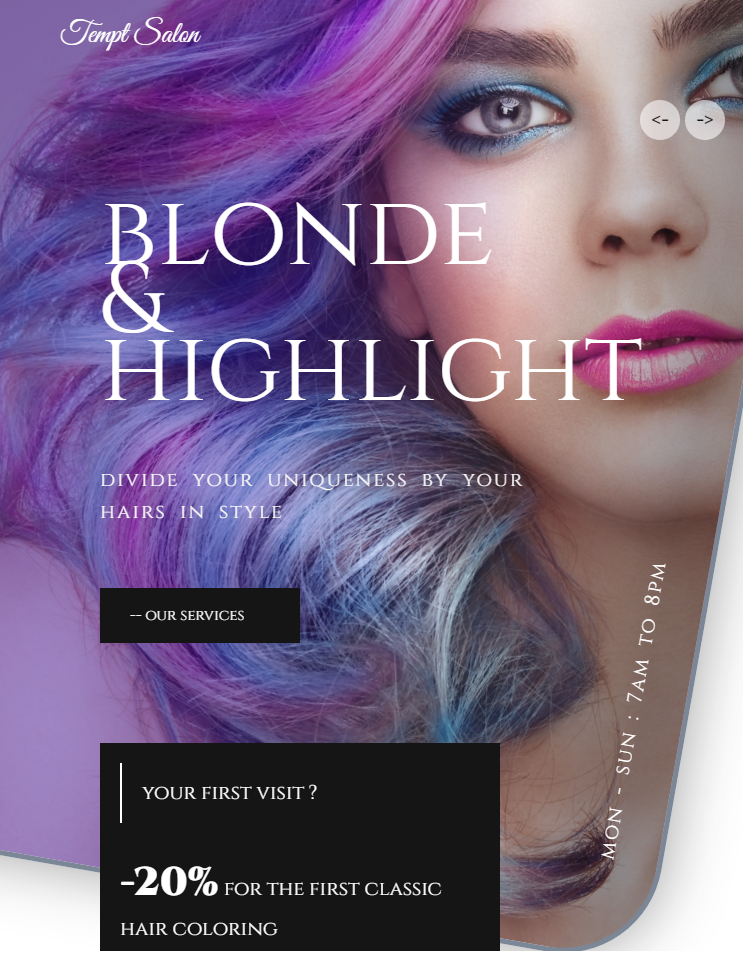 Tempt Salon
<- ->
BLONDE
&
HIGHLIGHT
DIVIDE YOUR UNIQUENESS BY YOUR
HAIRS IN STYLE
-- OUR SERVICES
MON - SUN : 7AM TO 8PM
YOUR FIRST VISIT ?
-20% FOR THE FIRST CLASSIC
HAIR COLORING